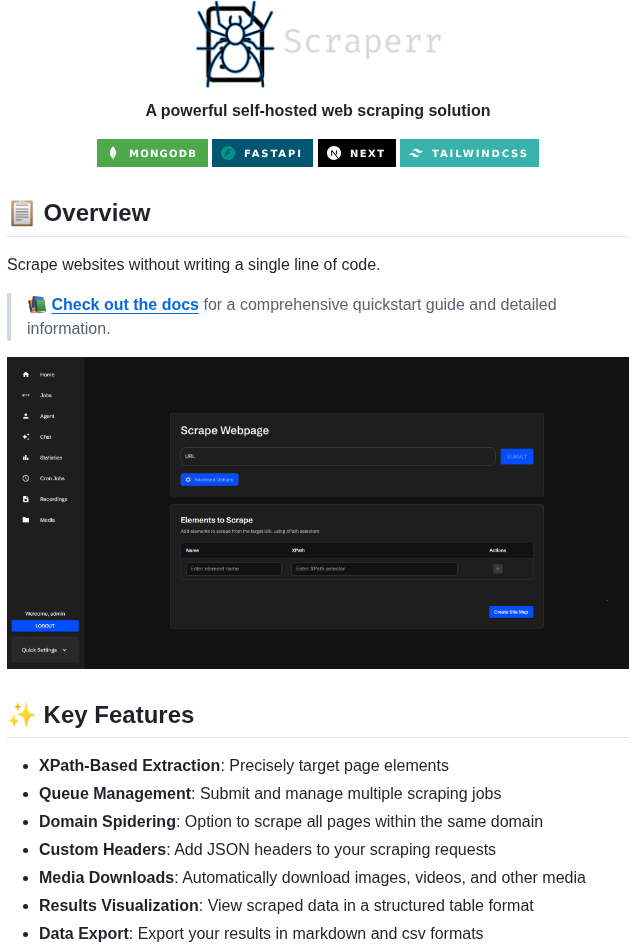 Scraperr
A powerful self-hosted web scraping solution
MONGODB FASTAPI NEXT TAILWINDCSS
📋 Overview
Scrape websites without writing a single line of code.
📚 Check out the docs for a comprehensive quickstart guide and detailed
information.
Home
Jobs
Agent
Chat
Statistics
Cron Jobs
Recordings
Media
Welcome, admin
LOGOUT
Quick Settings
Scrape Webpage
URL
SUBMIT
Advanced Options
Elements to Scrape
Add elements to scrape from the target URL using XPath selectors
Name XPath Actions
Enter element name Enter XPath selector +
Create Site Map
✨ Key Features
• XPath-Based Extraction: Precisely target page elements
• Queue Management: Submit and manage multiple scraping jobs
• Domain Spidering: Option to scrape all pages within the same domain
• Custom Headers: Add JSON headers to your scraping requests
• Media Downloads: Automatically download images, videos, and other media
• Results Visualization: View scraped data in a structured table format
• Data Export: Export your results in markdown and csv formats